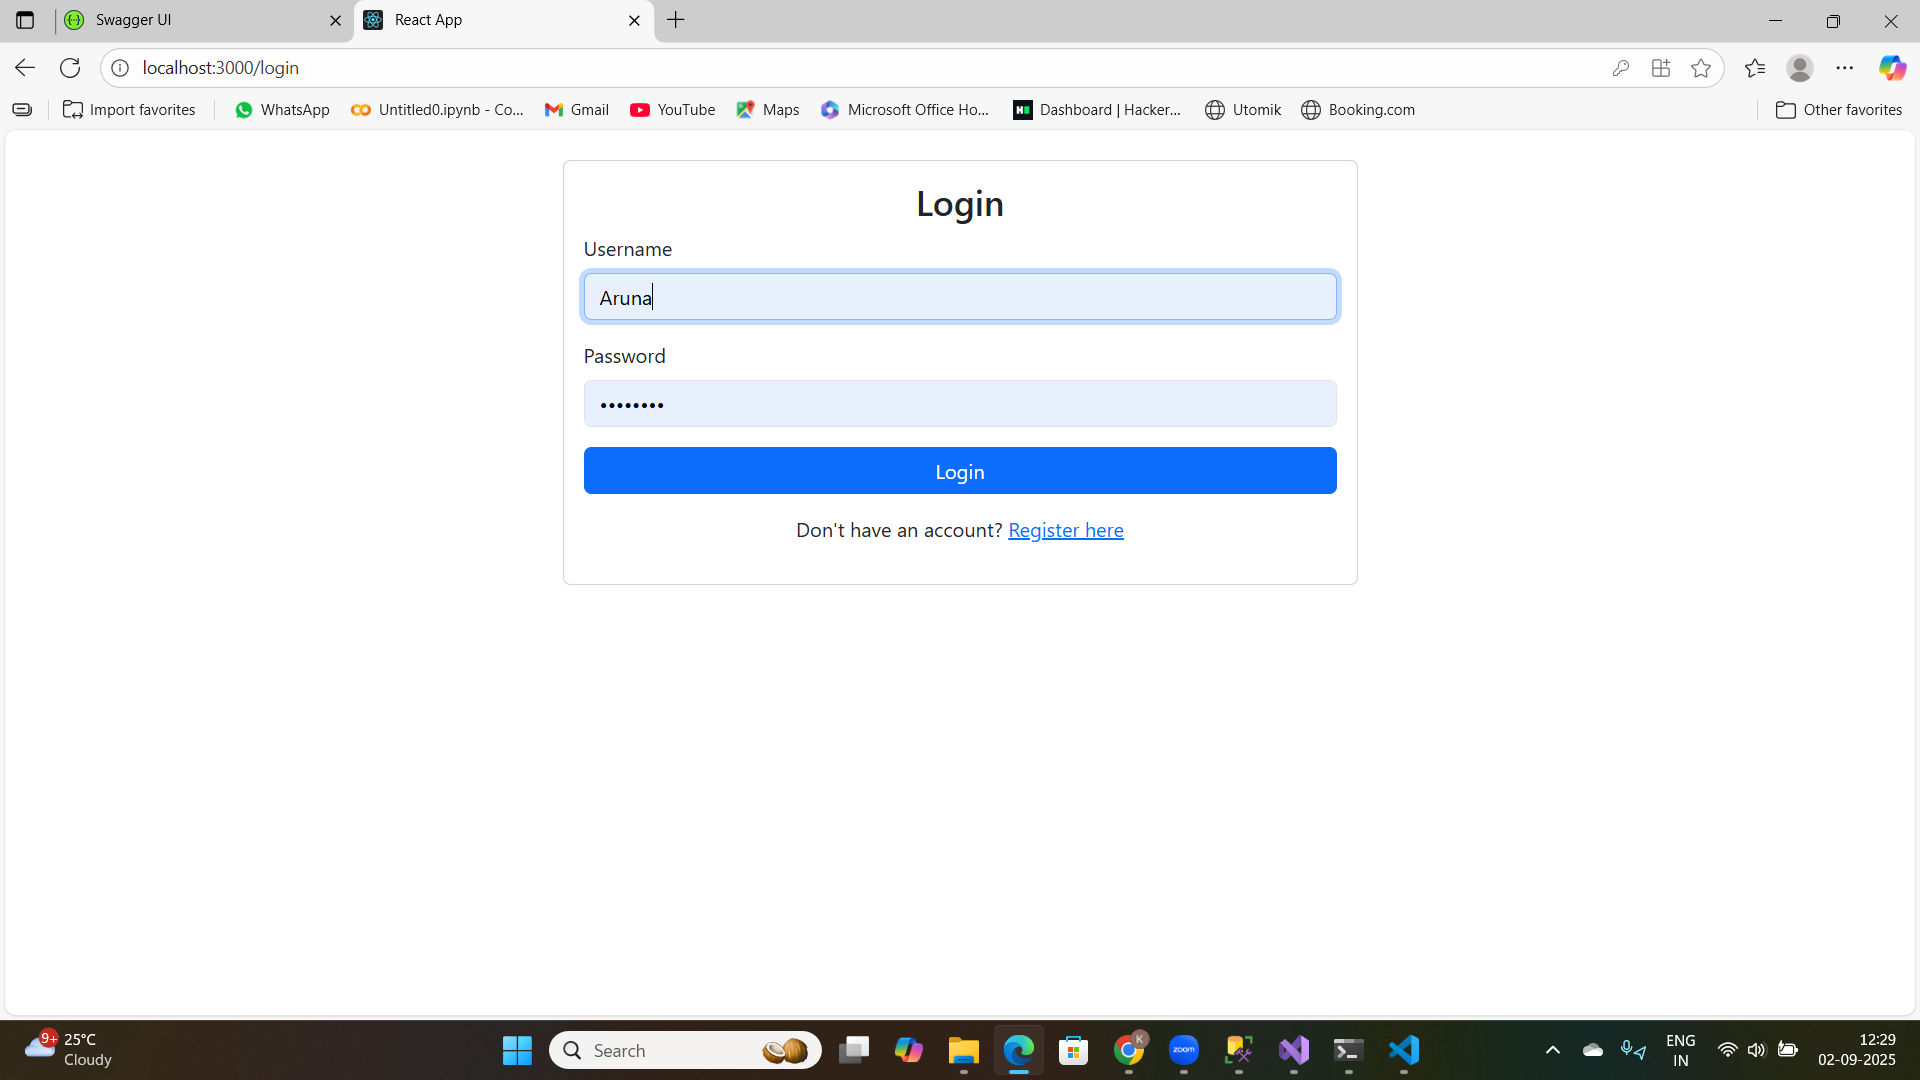 Swagger UI
React App
localhost:3000/login
Import favorites
WhatsApp
Untitled0.ipynb - Co...
Gmail
YouTube
Maps
Microsoft Office Ho...
Dashboard | Hacker...
Utomik
Booking.com
Other favorites
Login
Username
Aruna
Password
••••••••
Login
Don't have an account? Register here
9+
25°C
Cloudy
Search
K
zoom
ENG
IN
12:29
02-09-2025